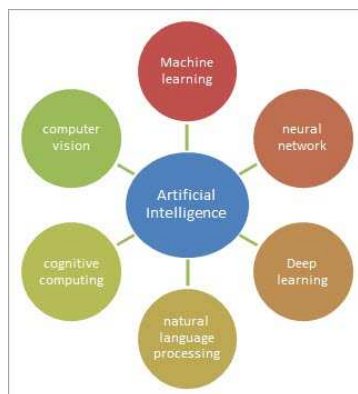 Machine
learning
neural
network
Deep
learning
natural
language
processing
cognitive
computing
computer
vision
Artificial
Intelligence